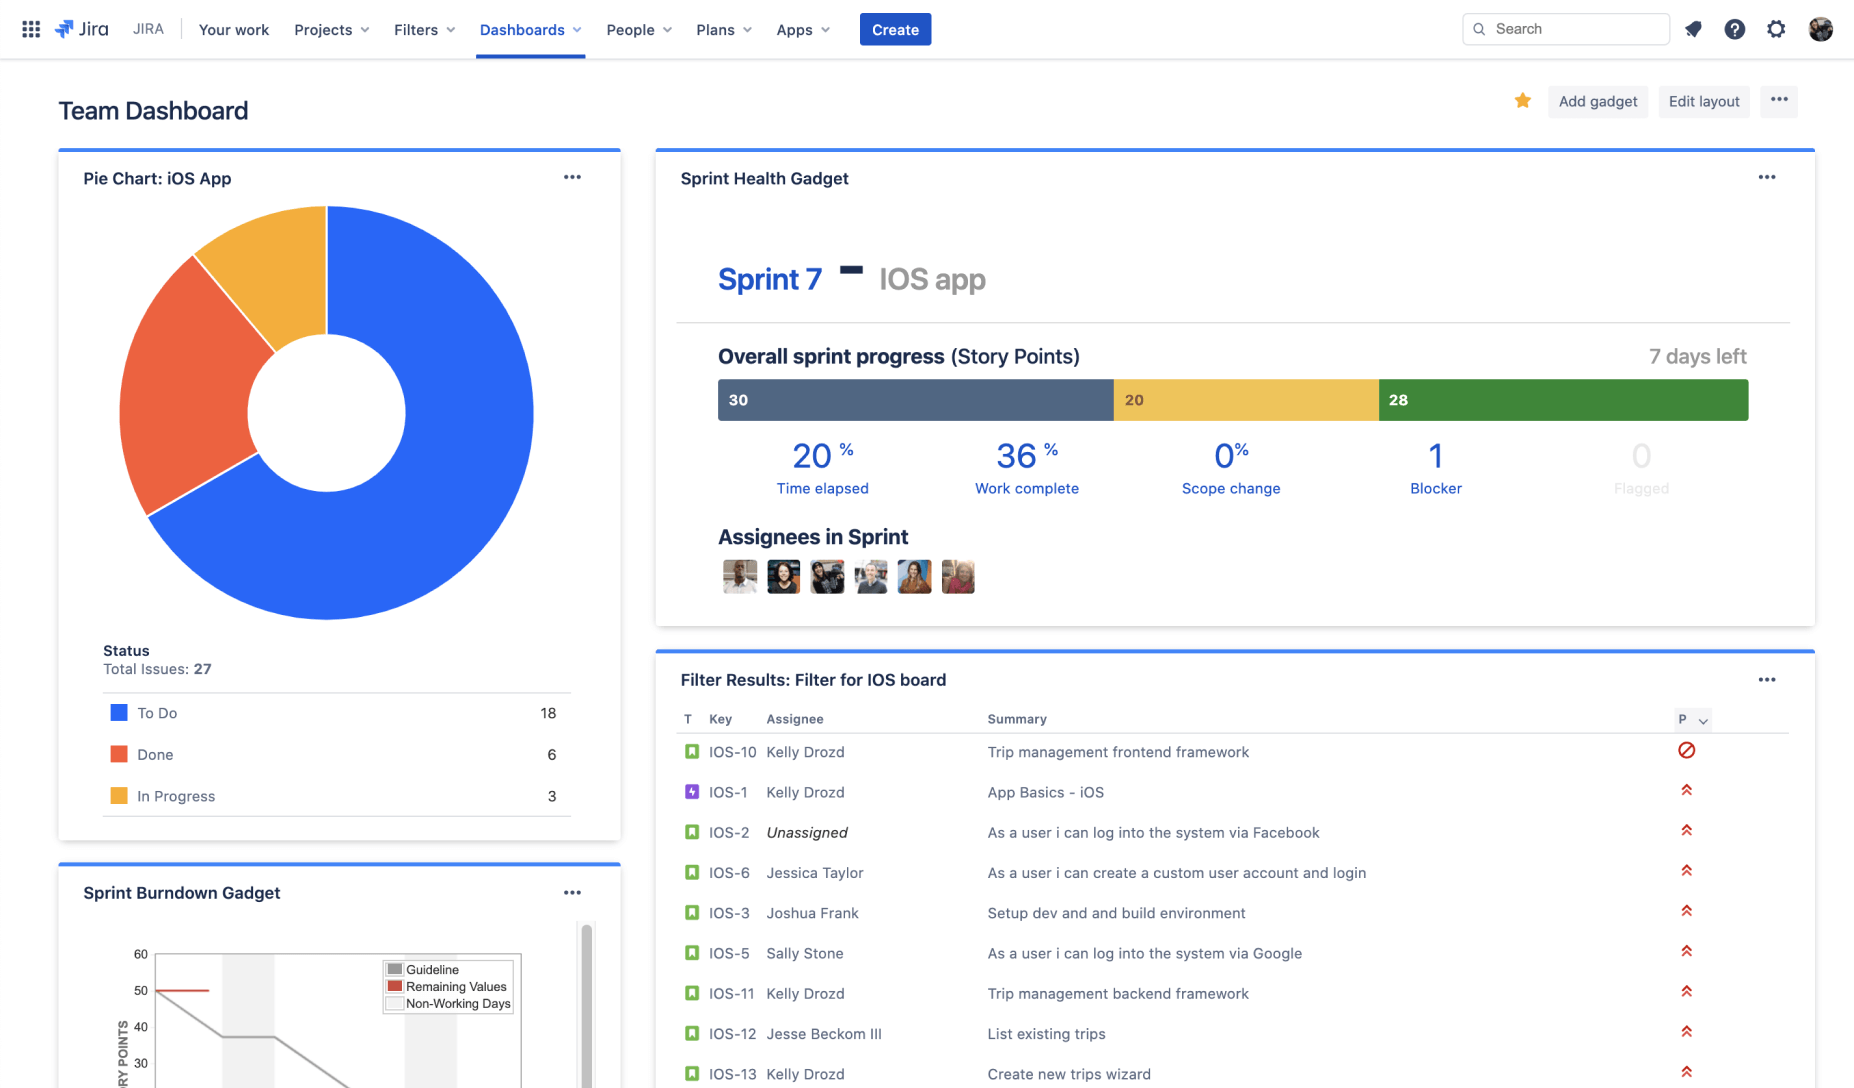 Jira JIRA Your work Projects Filters Dashboards People Plans Apps Create Search
Team Dashboard
Add gadget Edit layout
Pie Chart: iOS App
Status
Total Issues: 27
To Do 18
Done 6
In Progress 3
Sprint Burndown Gadget
60
50
40
30
Guideline
Remaining Values
Non-Working Days
Sprint Health Gadget
Sprint 7 - IOS app
Overall sprint progress (Story Points) 7 days left
30 20 28
20 % 36 % 0% 1 0
Time elapsed Work complete Scope change Blocker Flagged
Assignees in Sprint
Filter Results: Filter for IOS board
T Key Assignee Summary P
IOS-10 Kelly Drozd Trip management frontend framework
IOS-1 Kelly Drozd App Basics - iOS
IOS-2 Unassigned As a user i can log into the system via Facebook
IOS-6 Jessica Taylor As a user i can create a custom user account and login
IOS-3 Joshua Frank Setup dev and and build environment
IOS-5 Sally Stone As a user i can log into the system via Google
IOS-11 Kelly Drozd Trip management backend framework
IOS-12 Jesse Beckom III List existing trips
IOS-13 Kelly Drozd Create new trips wizard